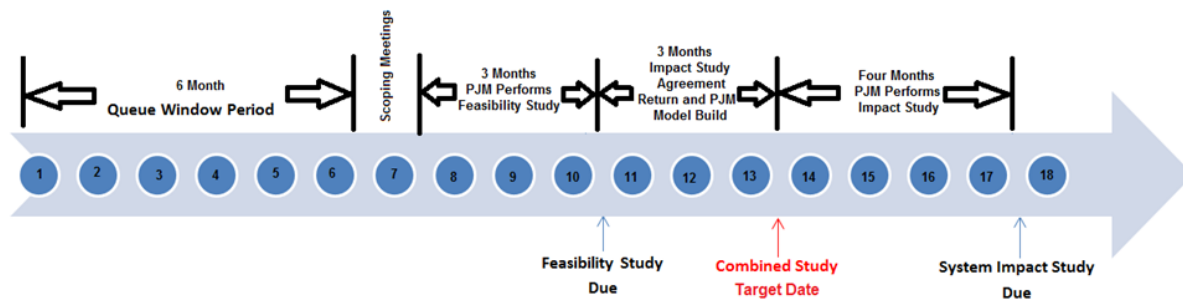 6 Month
Queue Window Period
Scoping Meetings
3 Months
PJM Performs
Feasibility Study
3 Months
Impact Study
Agreement
Return and PJM
Model Build
Four Months
PJM Performs
Impact Study
1 2 3 4 5 6 7 8 9 10 11 12 13 14 15 16 17 18
Feasibility Study
Due
Combined Study
Target Date
System Impact Study
Due